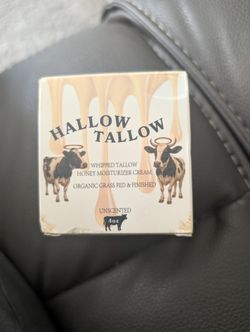 HALLOW
TALLOW
WHIPPED TALLOW
HONEY MOISTURIZER CREAM
ORGANIC GRASS FED & FINISHED
UNSCENTED
4oz